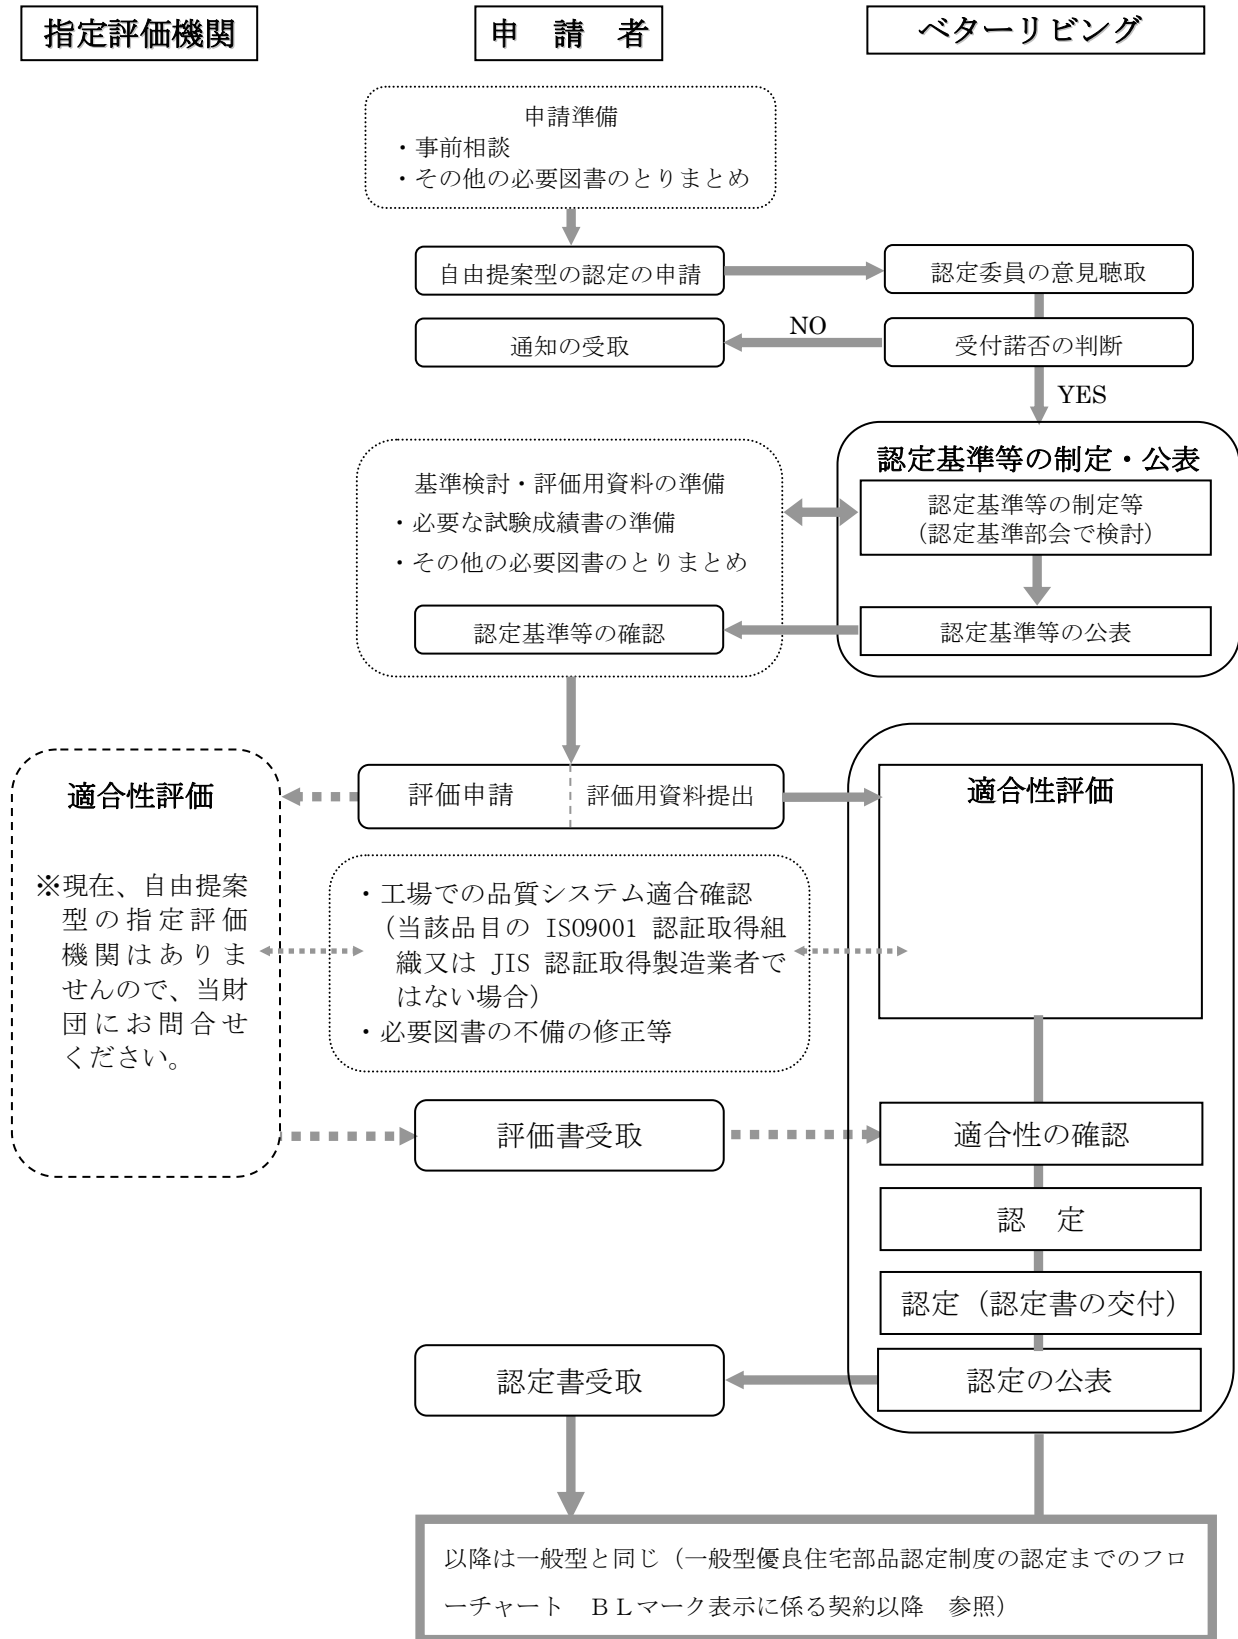 指定評価機関
申　請　者
ベターリビング
申請準備
・事前相談
・その他の必要図書のとりまとめ
自由提案型の認定の申請
認定委員の意見聴取
通知の受取
NO
受付諾否の判断
YES
認定基準等の制定・公表
基準検討・評価用資料の準備
・必要な試験成績書の準備
・その他の必要図書のとりまとめ
認定基準等の制定等
（認定基準部会で検討）
認定基準等の確認
認定基準等の公表
適合性評価
※現在、自由提案
型の指定評価
機関はありま
せんので、当財
団にお問合せ
ください。
評価申請
評価用資料提出
適合性評価
・工場での品質システム適合確認
（当該品目の ISO9001 認証取得組
織又は JIS 認証取得製造業者で
はない場合）
・必要図書の不備の修正等
評価書受取
適合性の確認
認　定
認定（認定書の交付）
認定書受取
認定の公表
以降は一般型と同じ（一般型優良住宅部品認定制度の認定までのフロ
ーチャート　ＢＬマーク表示に係る契約以降　参照）